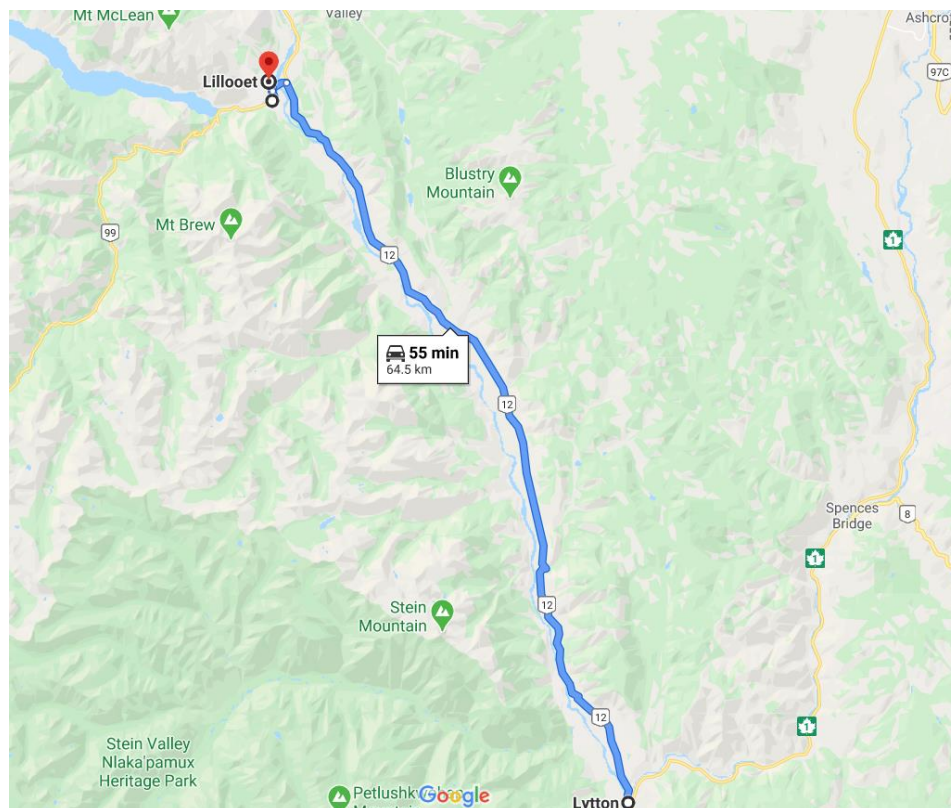 Mt McLean
Valley
Ashcro
97C
Lillooet
Blustry
Mountain
Mt Brew
99
12
1
55 min
64.5 km
12
Spences
Bridge
8
1
12
Stein
Mountain
12
1
Stein Valley
Nlaka'pamux
Heritage Park
Google
Lytton